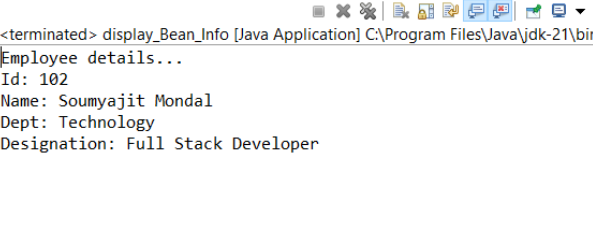 <terminated> display_Bean_Info [Java Application] C:\Program Files\Java\jdk-21\bin
Employee details...
Id: 102
Name: Soumyajit Mondal
Dept: Technology
Designation: Full Stack Developer